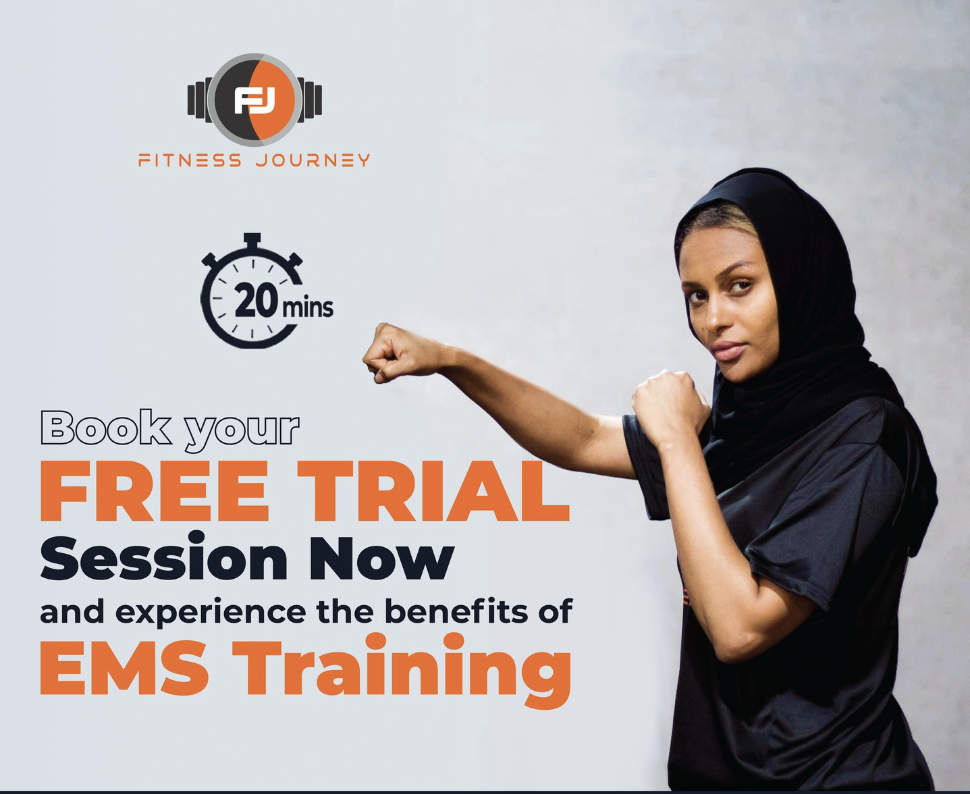 FJ
FITNESS JOURNEY
20 mins
Book your
FREE TRIAL
Session Now
and experience the benefits of
EMS Training